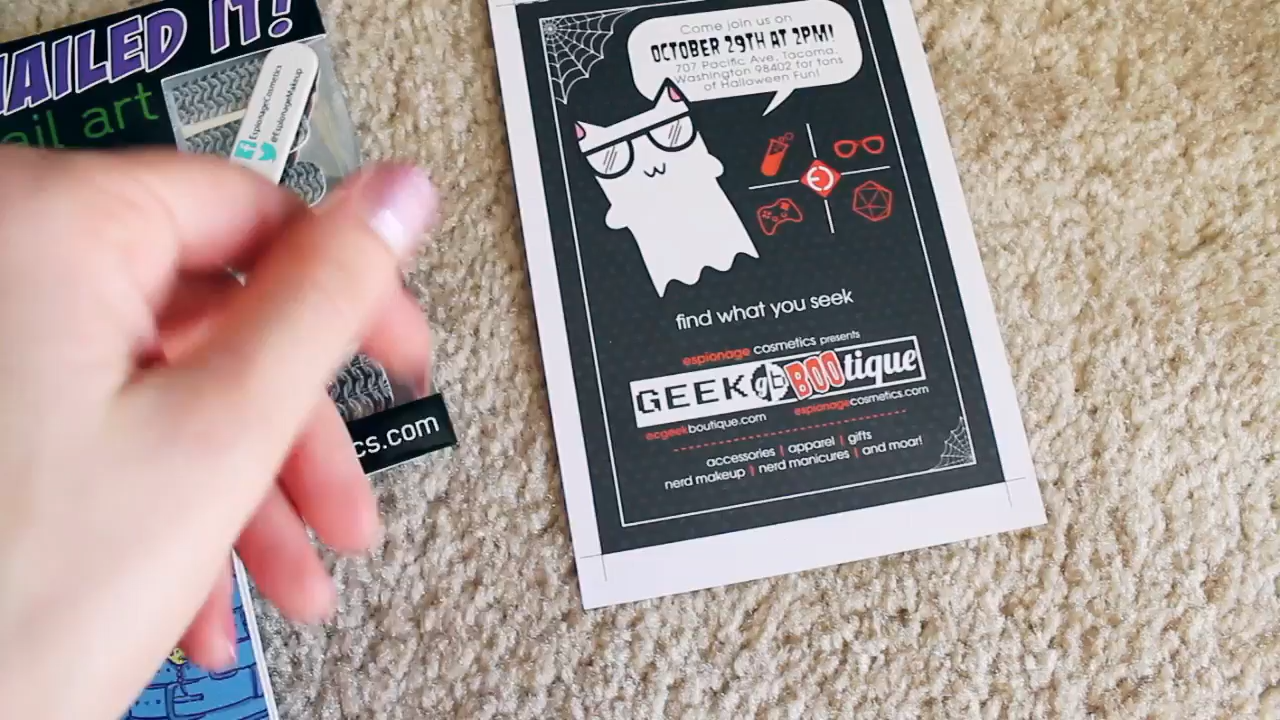 NAILED IT!
nail art
EspionageCosmetics
@EspionageMakeup
cs.com
Come join us on
OCTOBER 29TH AT 2PM!
707 Pacific Ave, Tacoma,
Washington 98402 for tons
of Halloween Fun!
find what you seek
espionage cosmetics presents
GEEK gb BOOtique
ecgeekboutique.com espionagecosmetics.com
accessories | apparel | gifts
nerd makeup | nerd manicures | and moar!